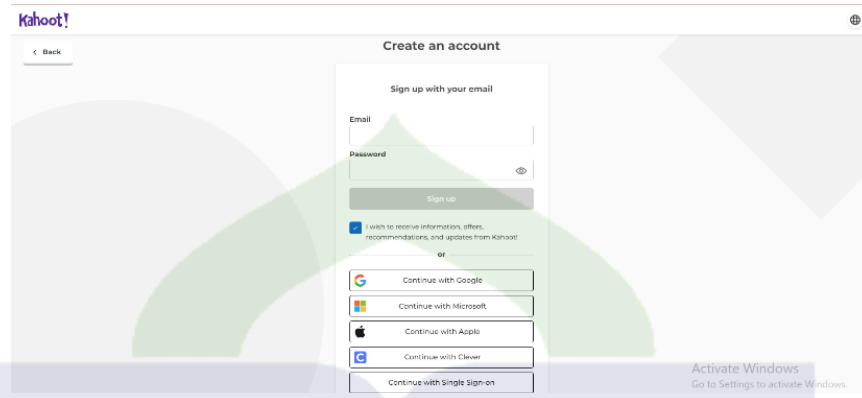 Kahoot!
Back
Create an account
Sign up with your email
Email
Password
Sign up
I wish to receive information, offers,
recommendations, and updates from Kahoot!
or
Continue with Google
Continue with Microsoft
Continue with Apple
Continue with Clever
Continue with Single Sign-on
Activate Windows
Go to Settings to activate Windows.